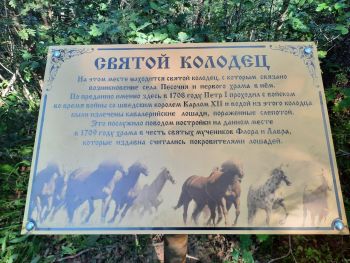 СВЯТОЙ КОЛОДЕЦ
На этом месте находится святой колодец, с которым связано
возникновение села Песочня и первого храма в нём.
По преданию именно здесь в 1708 году Петр I проходил с войском
во время войны со шведским королем Карлом XII и водой из этого колодца
были излечены кавалерийские лошади, пораженные слепотой.
Это послужило поводом постройки на данном месте
в 1709 году храма в честь святых мучеников Флора и Лавра,
которые издавна считались покровителями лошадей.